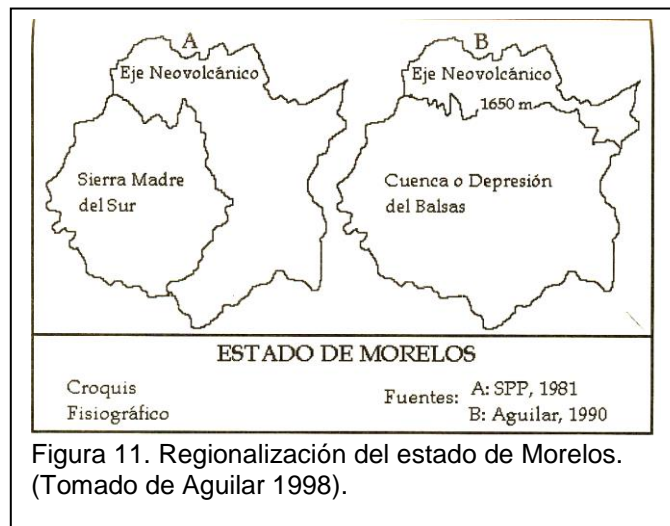 A
Eje Neovolcánico
Sierra Madre
del Sur
B
Eje Neovolcánico
1650 m
Cuenca o Depresión
del Balsas
ESTADO DE MORELOS
Croquis
Fisiográfico
Fuentes: A: SPP, 1981
B: Aguilar, 1990
Figura 11. Regionalización del estado de Morelos.
(Tomado de Aguilar 1998).